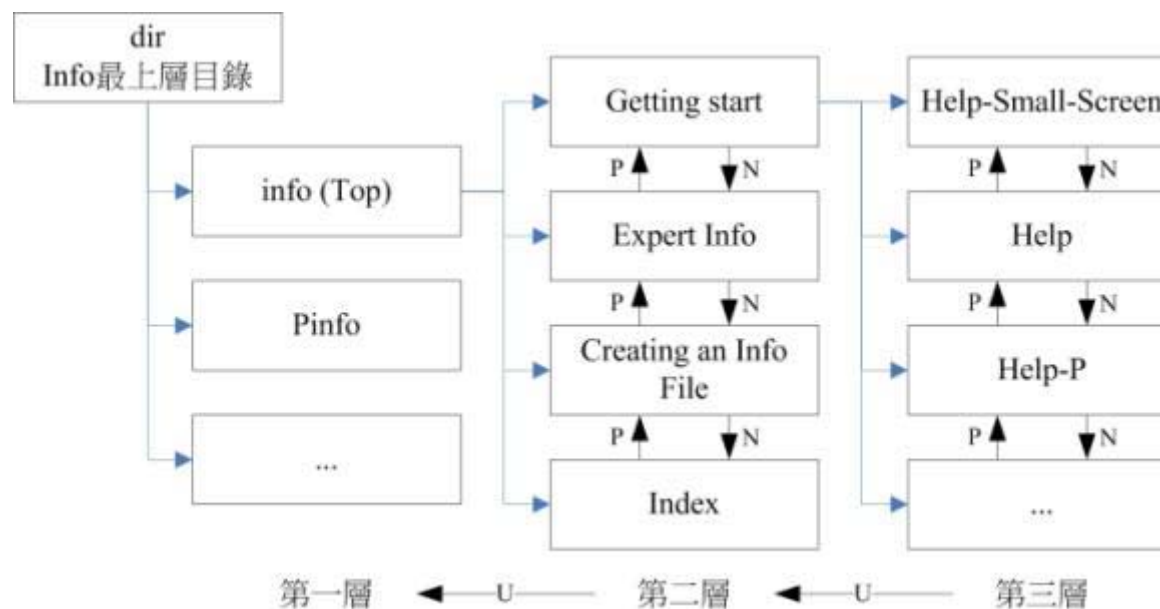 dir
Info最上層目錄
info (Top)
Pinfo
...
Getting start
P
N
Expert Info
P
N
Creating an Info
File
P
N
Index
Help-Small-Screen
P
N
Help
P
N
Help-P
P
N
...
第一層
U
第二層
U
第三層